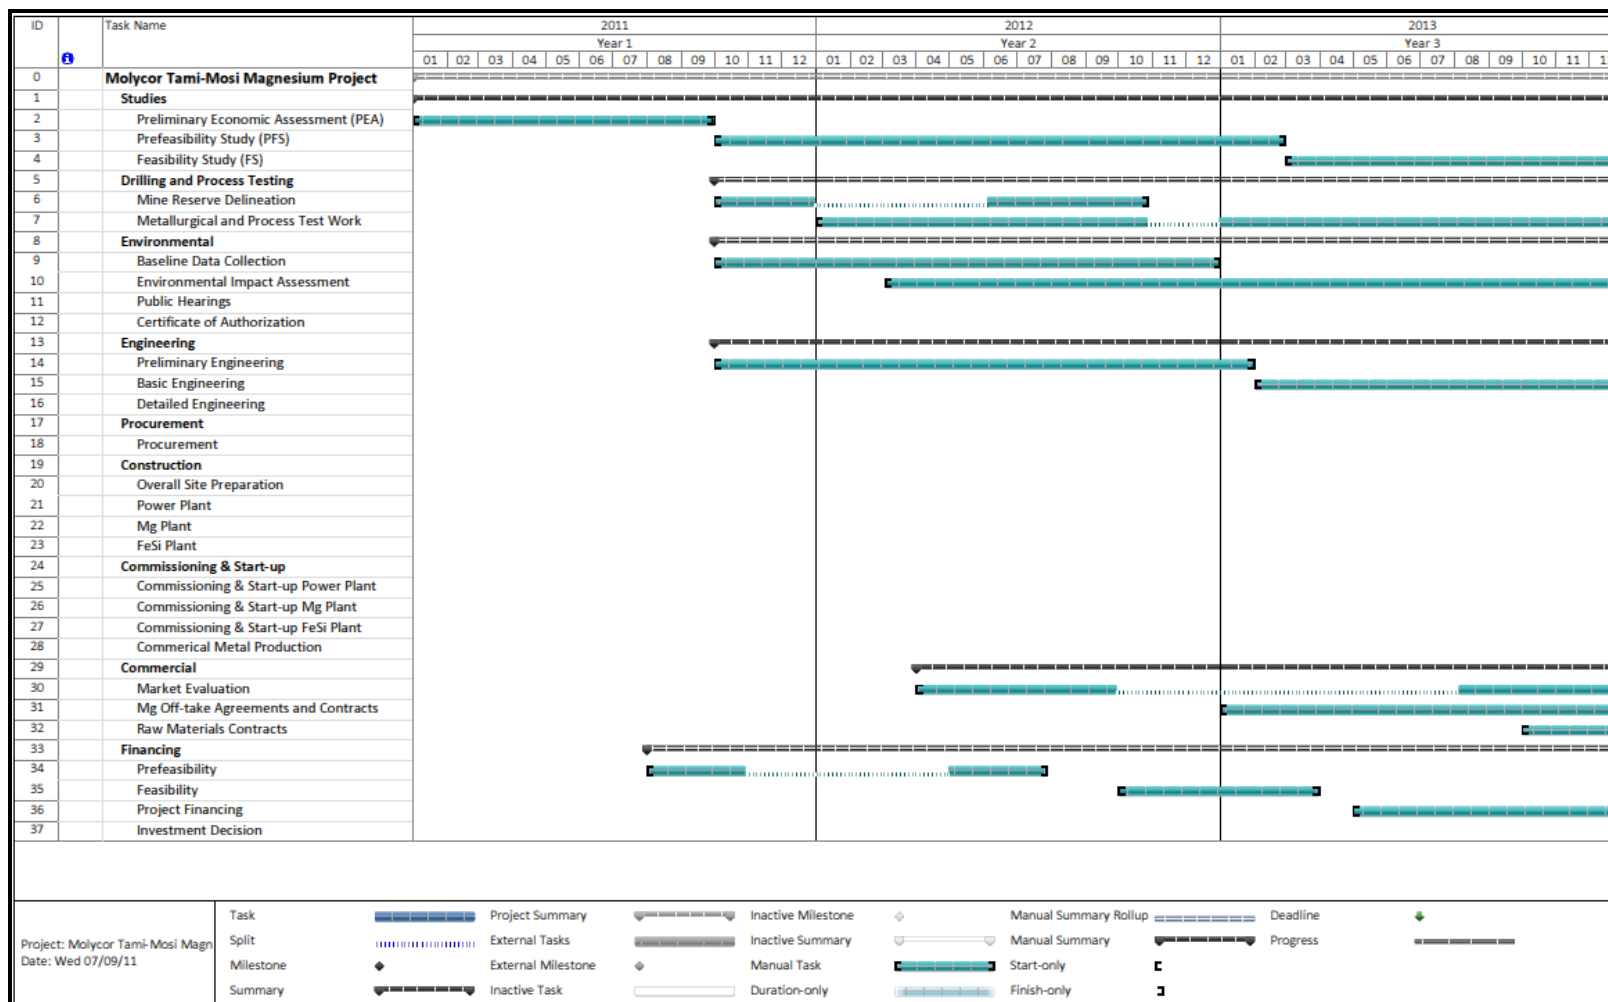 ID Task Name 2011 2012 2013
Year 1 Year 2 Year 3
01 02 03 04 05 06 07 08 09 10 11 12 01 02 03 04 05 06 07 08 09 10 11 12 01 02 03 04 05 06 07 08 09 10 11
0 Molycor Tami-Mosi Magnesium Project
1 Studies
2 Preliminary Economic Assessment (PEA)
3 Prefeasibility Study (PFS)
4 Feasibility Study (FS)
5 Drilling and Process Testing
6 Mine Reserve Delineation
7 Metallurgical and Process Test Work
8 Environmental
9 Baseline Data Collection
10 Environmental Impact Assessment
11 Public Hearings
12 Certificate of Authorization
13 Engineering
14 Preliminary Engineering
15 Basic Engineering
16 Detailed Engineering
17 Procurement
18 Procurement
19 Construction
20 Overall Site Preparation
21 Power Plant
22 Mg Plant
23 FeSi Plant
24 Commissioning & Start-up
25 Commissioning & Start-up Power Plant
26 Commissioning & Start-up Mg Plant
27 Commissioning & Start-up FeSi Plant
28 Commerical Metal Production
29 Commercial
30 Market Evaluation
31 Mg Off-take Agreements and Contracts
32 Raw Materials Contracts
33 Financing
34 Prefeasibility
35 Feasibility
36 Project Financing
37 Investment Decision
Project: Molycor Tami-Mosi Magn
Date: Wed 07/09/11
Task Project Summary Inactive Milestone Manual Summary Rollup Deadline
Split External Tasks Inactive Summary Manual Summary Progress
Milestone External Milestone Manual Task Start-only
Summary Inactive Task Duration-only Finish-only